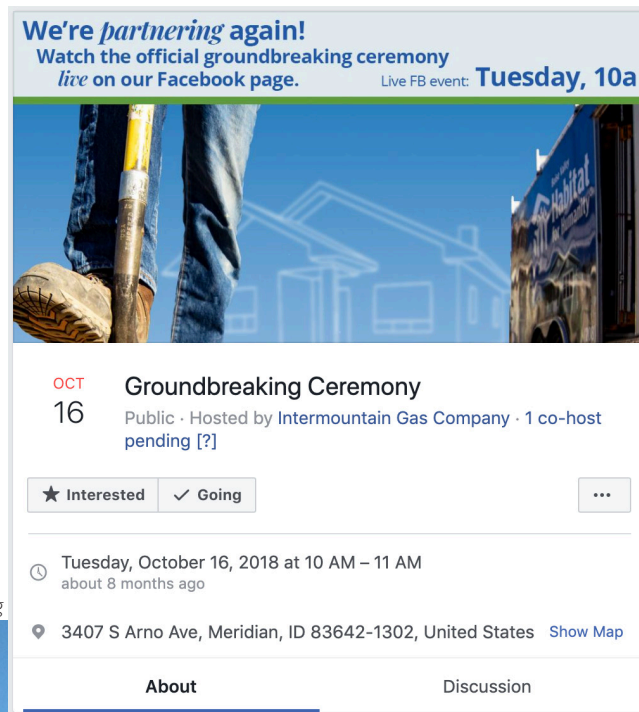 We're partnering again!
Watch the official groundbreaking ceremony
live on our Facebook page.
Live FB event: Tuesday, 10a
Habitat
for Humanity
OCT
16
Groundbreaking Ceremony
Public · Hosted by Intermountain Gas Company · 1 co-host
pending [?]
★ Interested
✓ Going
...
Tuesday, October 16, 2018 at 10 AM – 11 AM
about 8 months ago
g
3407 S Arno Ave, Meridian, ID 83642-1302, United States Show Map
About
Discussion